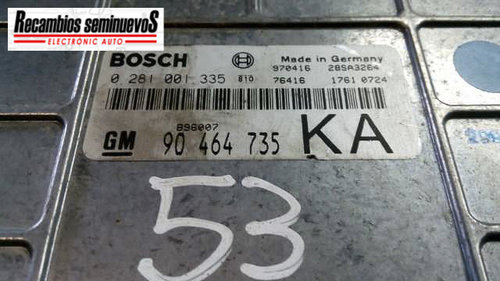 Recambios seminuevos
ELECTRONIC AUTO
BOSCH
Made in Germany
0 281 001 335 810
970416 28SA3264
76416 1761 0724
898007
GM 90 464 735 KA
53